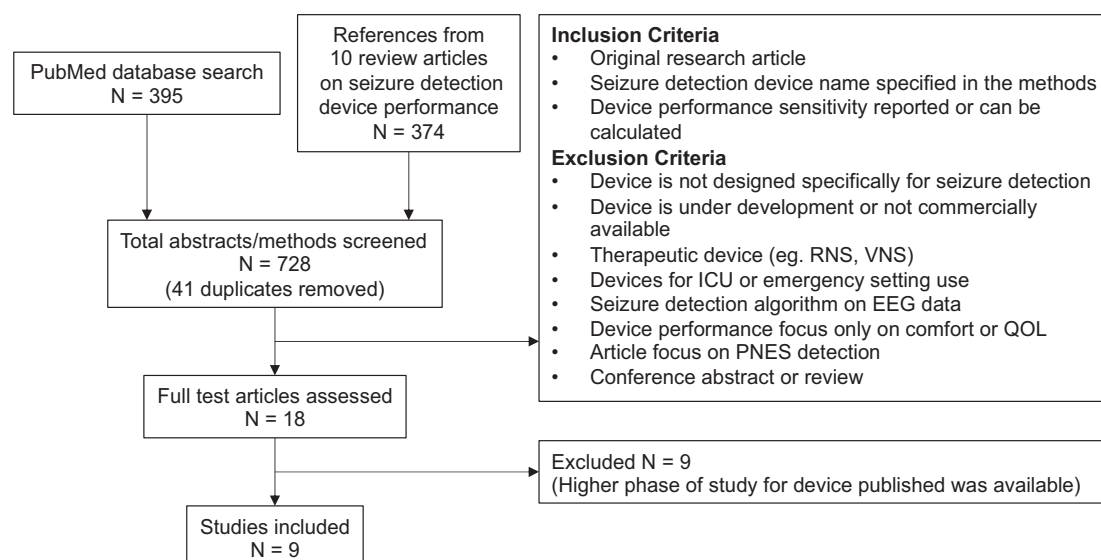 PubMed database search
N = 395
References from
10 review articles
on seizure detection
device performance
N = 374
Total abstracts/methods screened
N = 728
(41 duplicates removed)
Inclusion Criteria
• Original research article
• Seizure detection device name specified in the methods
• Device performance sensitivity reported or can be
calculated
Exclusion Criteria
• Device is not designed specifically for seizure detection
• Device is under development or not commercially
available
• Therapeutic device (eg. RNS, VNS)
• Devices for ICU or emergency setting use
• Seizure detection algorithm on EEG data
• Device performance focus only on comfort or QOL
• Article focus on PNES detection
• Conference abstract or review
Full test articles assessed
N = 18
Excluded N = 9
(Higher phase of study for device published was available)
Studies included
N = 9